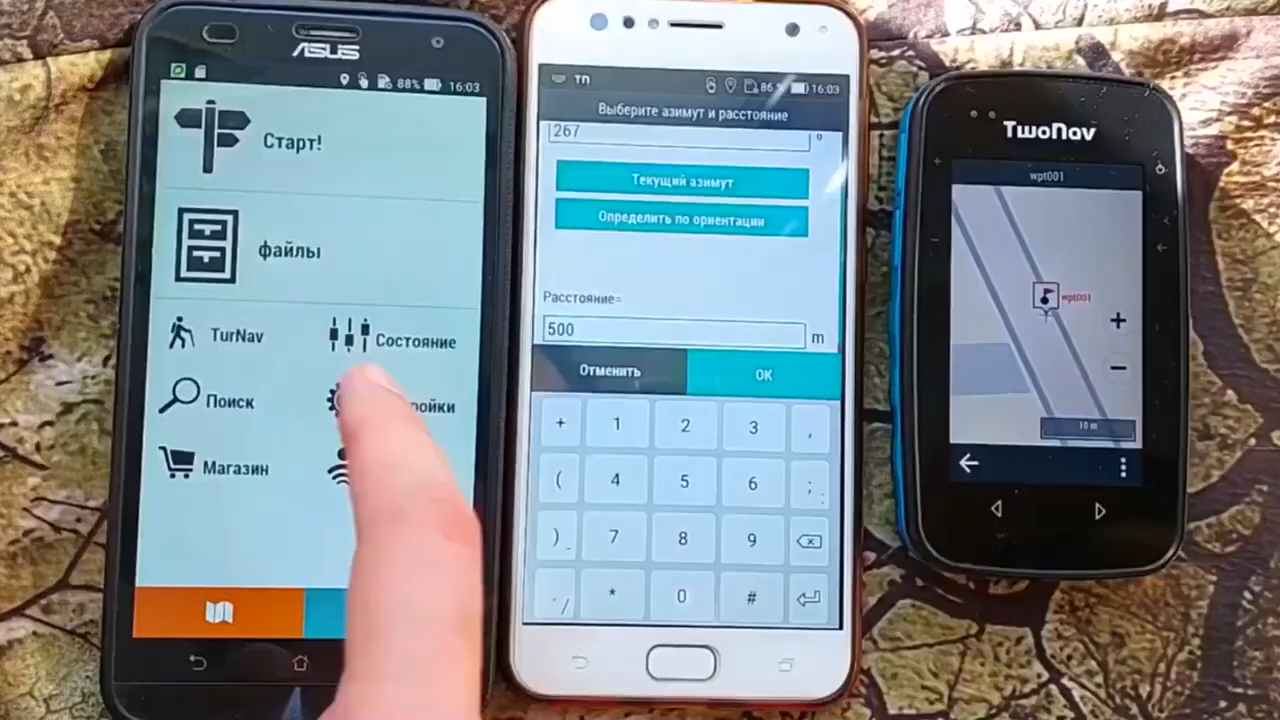 ASUS
88% 16:03
Старт!
файлы
TurNav
Состояние
Поиск
ройки
Магазин
ТП
86% 16:03
Выберите азимут и расстояние
267 °
Текущий азимут
Определить по ориентации
Расстояние=
500 m
Отменить OK
+ 1 2 3 ,
( 4 5 6 ;
) 7 8 9
/ * 0 #
TwoNav
wpt001
wpt001
+
−
10 m